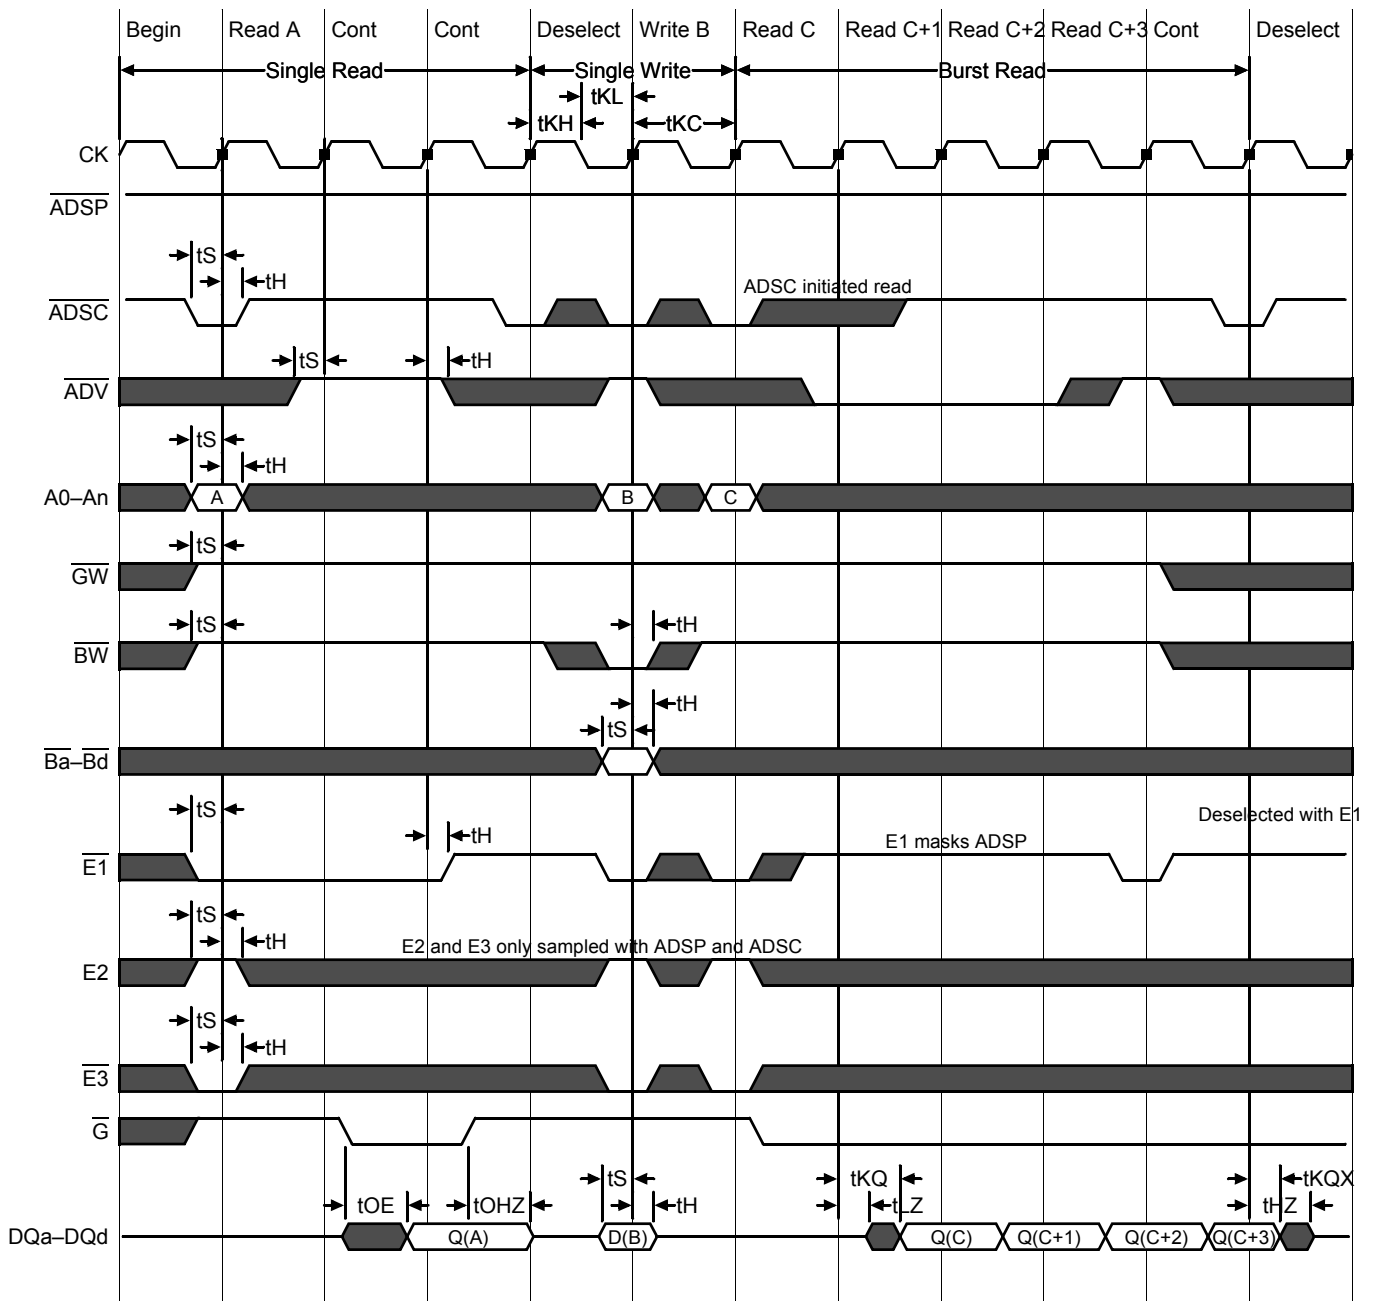 Begin Read A Cont Cont Deselect Write B Read C Read C+1 Read C+2 Read C+3 Cont Deselect
Single Read Single Write Burst Read
tKL
tKH tKC
CK
ADSP
tS
tH
ADSC initiated read
ADSC
tS tH
ADV
tS
tH
A0–An A B C
tS
GW
tS tH
BW
tH
tS
Ba–Bd
tS Deselected with E1
tH E1 masks ADSP
E1
tS
tH E2 and E3 only sampled with ADSP and ADSC
E2
tS
tH
E3
G
tS tKQ tKQX
tOE tOHZ tH tLZ tHZ
DQa–DQd Q(A) D(B) Q(C) Q(C+1) Q(C+2) Q(C+3)